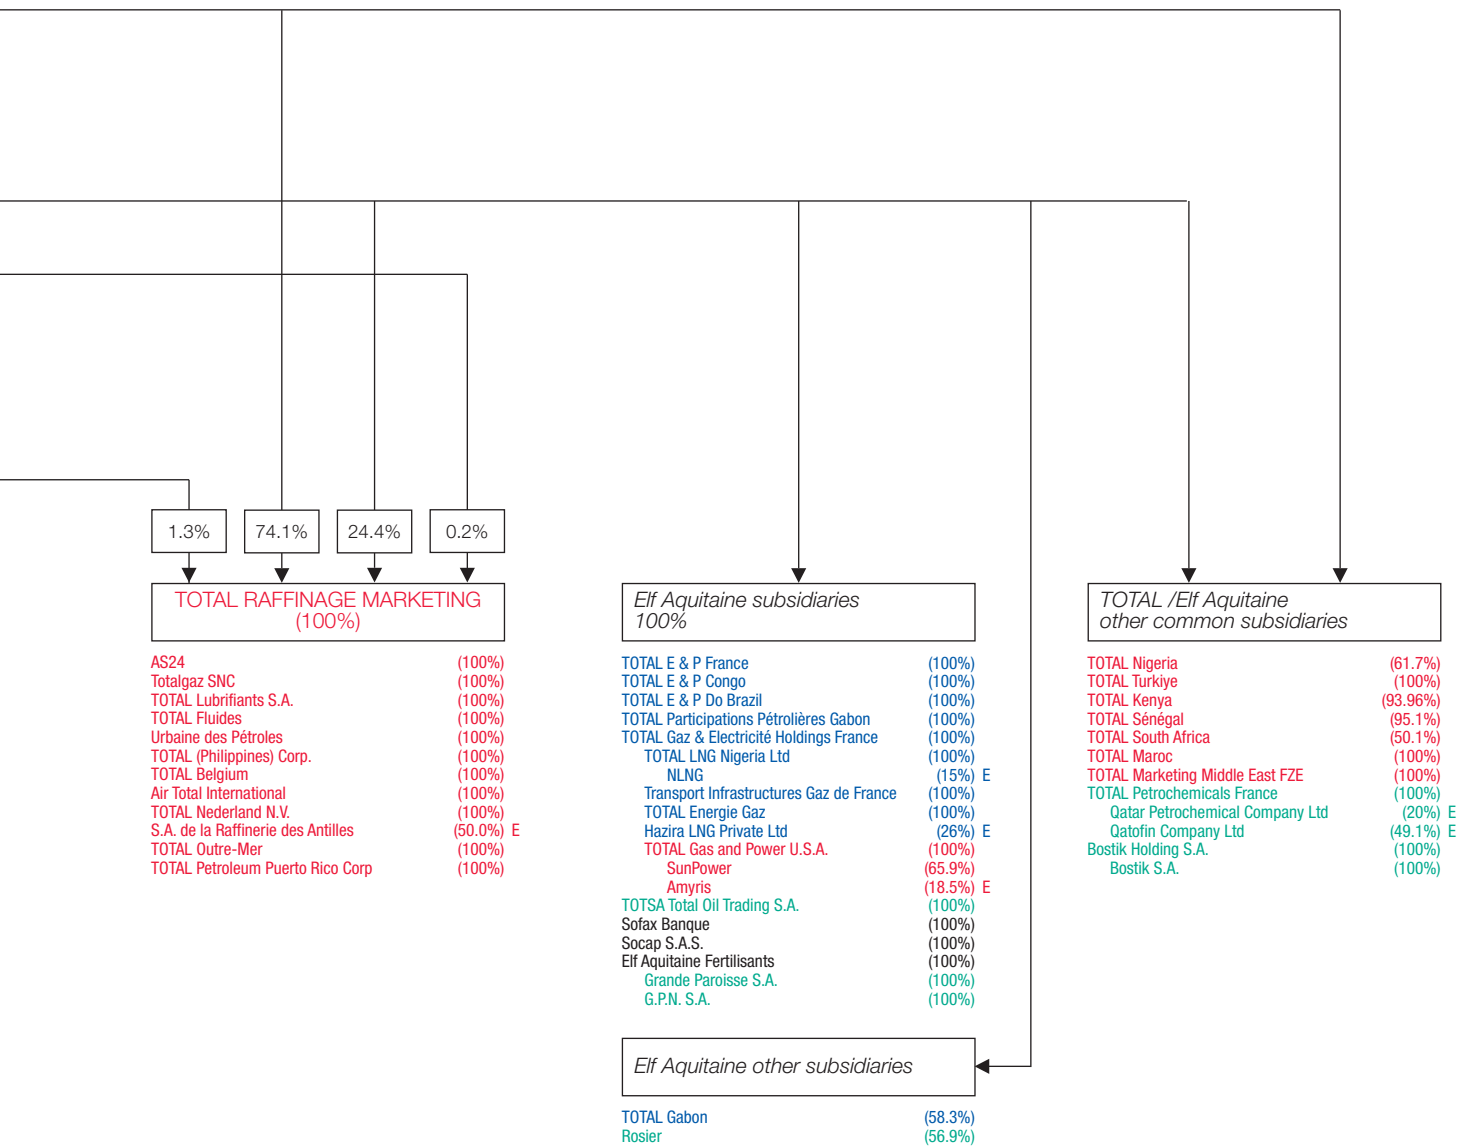 1.3% 74.1% 24.4% 0.2%
TOTAL RAFFINAGE MARKETING
(100%)
AS24 (100%)
Totalgaz SNC (100%)
TOTAL Lubrifiants S.A. (100%)
TOTAL Fluides (100%)
Urbaine des Pétroles (100%)
TOTAL (Philippines) Corp. (100%)
TOTAL Belgium (100%)
Air Total International (100%)
TOTAL Nederland N.V. (100%)
S.A. de la Raffinerie des Antilles (50.0%) E
TOTAL Outre-Mer (100%)
TOTAL Petroleum Puerto Rico Corp (100%)
Elf Aquitaine subsidiaries
100%
TOTAL E & P France (100%)
TOTAL E & P Congo (100%)
TOTAL E & P Do Brazil (100%)
TOTAL Participations Pétrolières Gabon (100%)
TOTAL Gaz & Electricité Holdings France (100%)
TOTAL LNG Nigeria Ltd (100%)
NLNG (15%) E
Transport Infrastructures Gaz de France (100%)
TOTAL Energie Gaz (100%)
Hazira LNG Private Ltd (26%) E
TOTAL Gas and Power U.S.A. (100%)
SunPower (65.9%)
Amyris (18.5%) E
TOTSA Total Oil Trading S.A. (100%)
Sofax Banque (100%)
Socap S.A.S. (100%)
Elf Aquitaine Fertilisants (100%)
Grande Paroisse S.A. (100%)
G.P.N. S.A. (100%)
Elf Aquitaine other subsidiaries
TOTAL Gabon (58.3%)
Rosier (56.9%)
TOTAL /Elf Aquitaine
other common subsidiaries
TOTAL Nigeria (61.7%)
TOTAL Turkiye (100%)
TOTAL Kenya (93.96%)
TOTAL Sénégal (95.1%)
TOTAL South Africa (50.1%)
TOTAL Maroc (100%)
TOTAL Marketing Middle East FZE (100%)
TOTAL Petrochemicals France (100%)
Qatar Petrochemical Company Ltd (20%) E
Qatofin Company Ltd (49.1%) E
Bostik Holding S.A. (100%)
Bostik S.A. (100%)